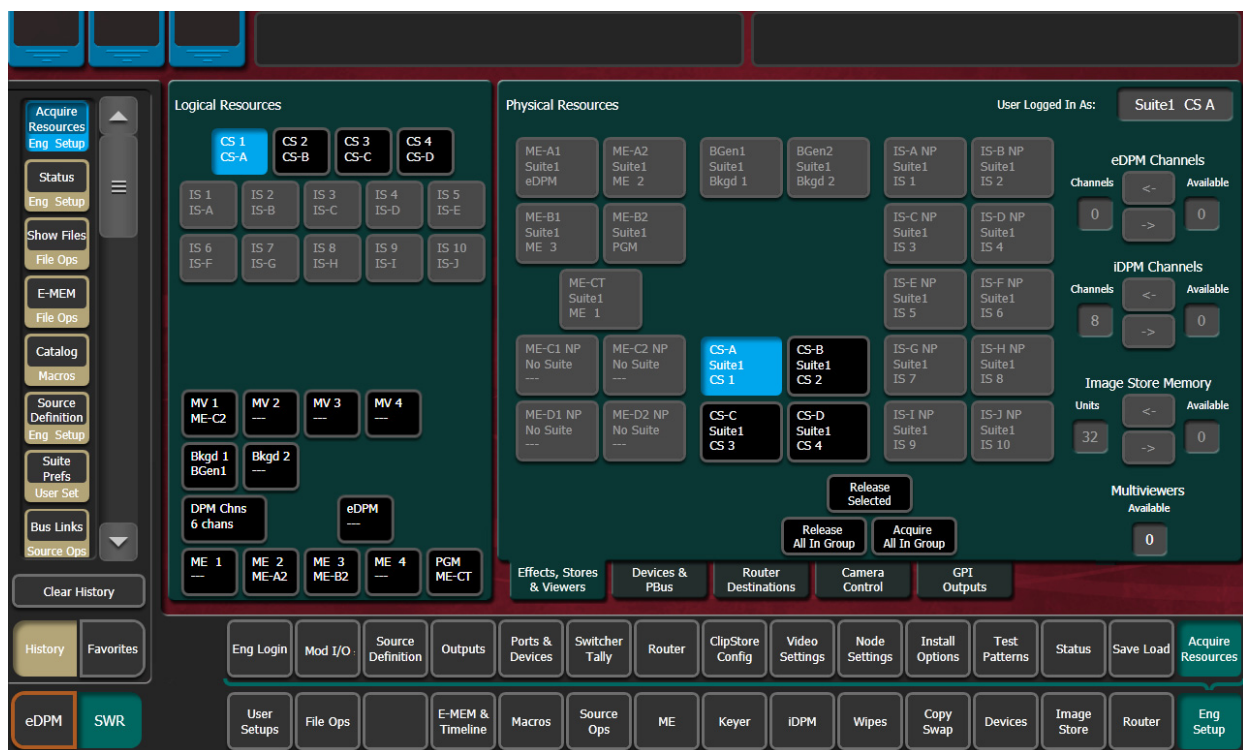 Acquire
Resources
Eng Setup
Status
Eng Setup
Show Files
File Ops
E-MEM
File Ops
Catalog
Macros
Source
Definition
Eng Setup
Suite
Prefs
User Set
Bus Links
Source Ops
Clear History
History
Favorites
eDPM
SWR
Logical Resources
CS 1
CS-A
CS 2
CS-B
CS 3
CS-C
CS 4
CS-D
IS 1
IS-A
IS 2
IS-B
IS 3
IS-C
IS 4
IS-D
IS 5
IS-E
IS 6
IS-F
IS 7
IS-G
IS 8
IS-H
IS 9
IS-I
IS 10
IS-J
MV 1
ME-C2
MV 2
---
MV 3
---
MV 4
---
Bkgd 1
BGen1
Bkgd 2
---
DPM Chns
6 chans
eDPM
---
ME 1
---
ME 2
ME-A2
ME 3
ME-B2
ME 4
---
PGM
ME-CT
Physical Resources
User Logged In As:
Suite1 CS A
ME-A1
Suite1
eDPM
ME-A2
Suite1
ME 2
BGen1
Suite1
Bkgd 1
BGen2
Suite1
Bkgd 2
IS-A NP
Suite1
IS 1
IS-B NP
Suite1
IS 2
ME-B1
Suite1
ME 3
ME-B2
Suite1
PGM
IS-C NP
Suite1
IS 3
IS-D NP
Suite1
IS 4
ME-CT
Suite1
ME 1
IS-E NP
Suite1
IS 5
IS-F NP
Suite1
IS 6
ME-C1 NP
No Suite
---
ME-C2 NP
No Suite
---
CS-A
Suite1
CS 1
CS-B
Suite1
CS 2
IS-G NP
Suite1
IS 7
IS-H NP
Suite1
IS 8
ME-D1 NP
No Suite
---
ME-D2 NP
No Suite
---
CS-C
Suite1
CS 3
CS-D
Suite1
CS 4
IS-I NP
Suite1
IS 9
IS-J NP
Suite1
IS 10
Release
Selected
Release
All In Group
Acquire
All In Group
eDPM Channels
Channels
<-
Available
0
->
0
iDPM Channels
Channels
<-
Available
8
->
0
Image Store Memory
Units
<-
Available
32
->
0
Multiviewers
Available
0
Effects, Stores
& Viewers
Devices &
PBus
Router
Destinations
Camera
Control
GPI
Outputs
Eng Login
Mod I/O :
Source
Definition
Outputs
Ports &
Devices
Switcher
Tally
Router
ClipStore
Config
Video
Settings
Node
Settings
Install
Options
Test
Patterns
Status
Save Load
Acquire
Resources
User
Setups
File Ops
E-MEM &
Timeline
Macros
Source
Ops
ME
Keyer
iDPM
Wipes
Copy
Swap
Devices
Image
Store
Router
Eng
Setup